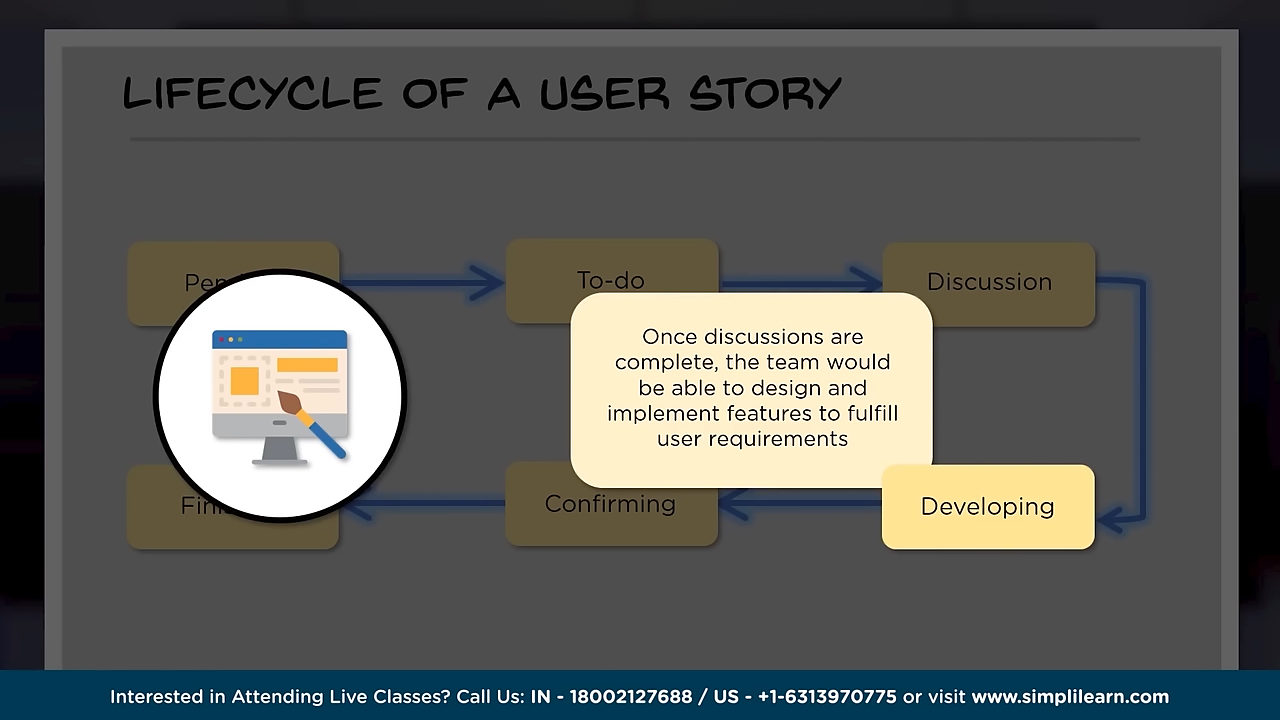 LIFECYCLE OF A USER STORY
To-do
Discussion
Once discussions are
complete, the team would
be able to design and
implement features to fulfill
user requirements
Confirming
Developing
Interested in Attending Live Classes? Call Us: IN - 18002127688 / US - +1-6313970775 or visit www.simplilearn.com